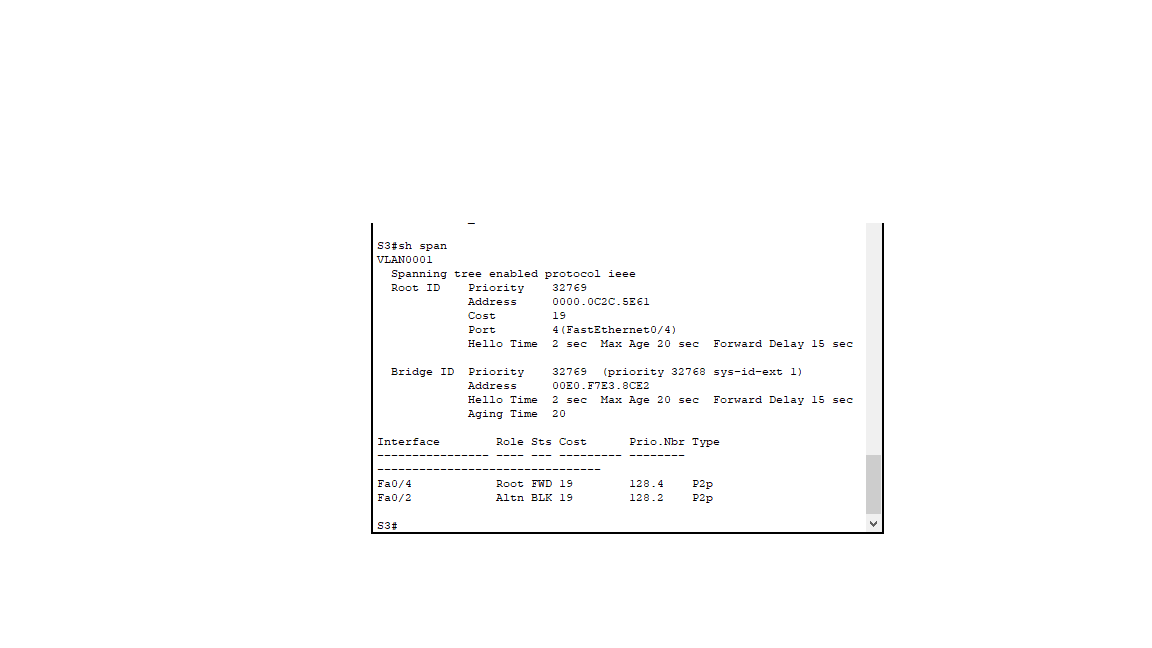 S3#sh span
VLAN0001
  Spanning tree enabled protocol ieee
  Root ID    Priority    32769
             Address     0000.0C2C.5E61
             Cost        19
             Port        4(FastEthernet0/4)
             Hello Time  2 sec  Max Age 20 sec  Forward Delay 15 sec

  Bridge ID  Priority    32769  (priority 32768 sys-id-ext 1)
             Address     00E0.F7E3.8CE2
             Hello Time  2 sec  Max Age 20 sec  Forward Delay 15 sec
             Aging Time  20

Interface        Role Sts Cost      Prio.Nbr Type
---------------- ---- --- --------- --------
--------------------------------
Fa0/4            Root FWD 19        128.4    P2p
Fa0/2            Altn BLK 19        128.2    P2p

S3#